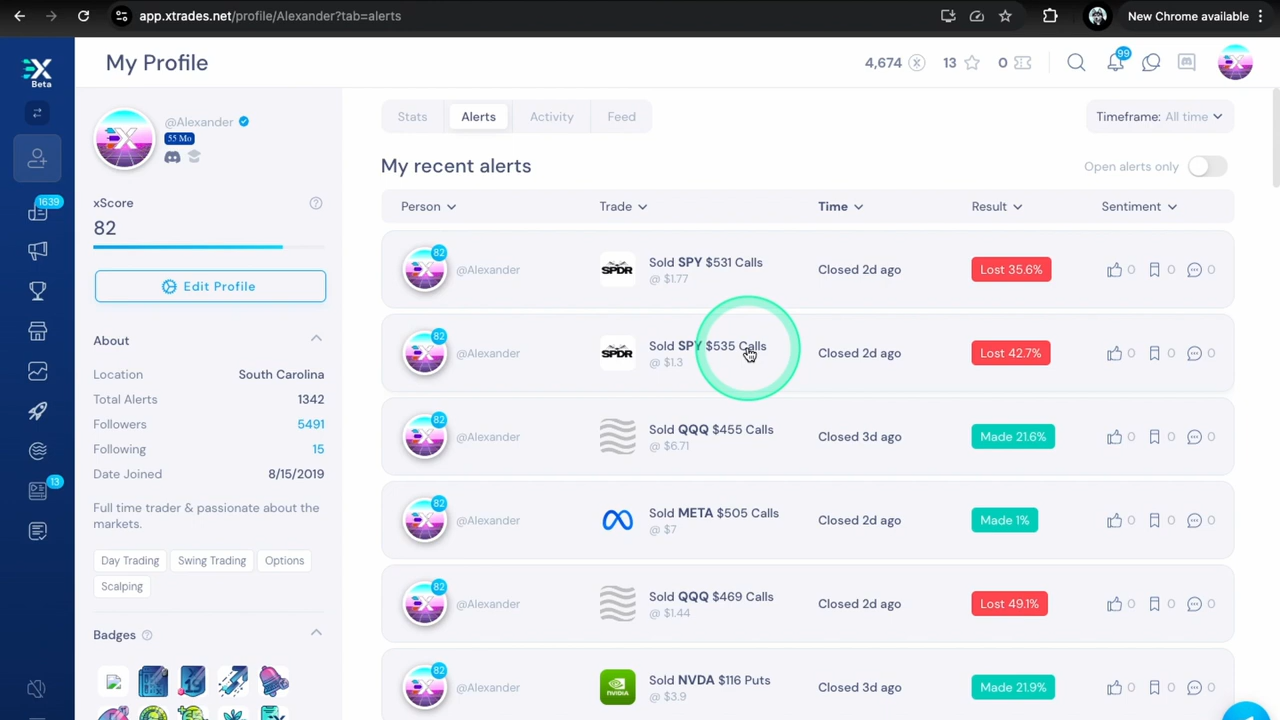 app.xtrades.net/profile/Alexander?tab=alerts
New Chrome available
Beta
My Profile
4,674
13
0
99
@Alexander
55 Mo
xScore
82
Edit Profile
About
Location South Carolina
Total Alerts 1342
Followers 5491
Following 15
Date Joined 8/15/2019
Full time trader & passionate about the
markets.
Day Trading
Swing Trading
Options
Scalping
Badges
1639
13
Stats
Alerts
Activity
Feed
Timeframe: All time
My recent alerts
Open alerts only
Person Trade Time Result Sentiment
82
@Alexander
SPDR
Sold SPY $531 Calls
@ $1.77
Closed 2d ago
Lost 35.6%
0 0 0
82
@Alexander
SPDR
Sold SPY $535 Calls
@ $1.3
Closed 2d ago
Lost 42.7%
0 0 0
82
@Alexander
Sold QQQ $455 Calls
@ $6.71
Closed 3d ago
Made 21.6%
0 0 0
82
@Alexander
Sold META $505 Calls
@ $7
Closed 2d ago
Made 1%
0 0 0
82
@Alexander
Sold QQQ $469 Calls
@ $1.44
Closed 2d ago
Lost 49.1%
0 0 0
82
@Alexander
NVIDIA
Sold NVDA $116 Puts
@ $3.9
Closed 3d ago
Made 21.9%
0 0 0